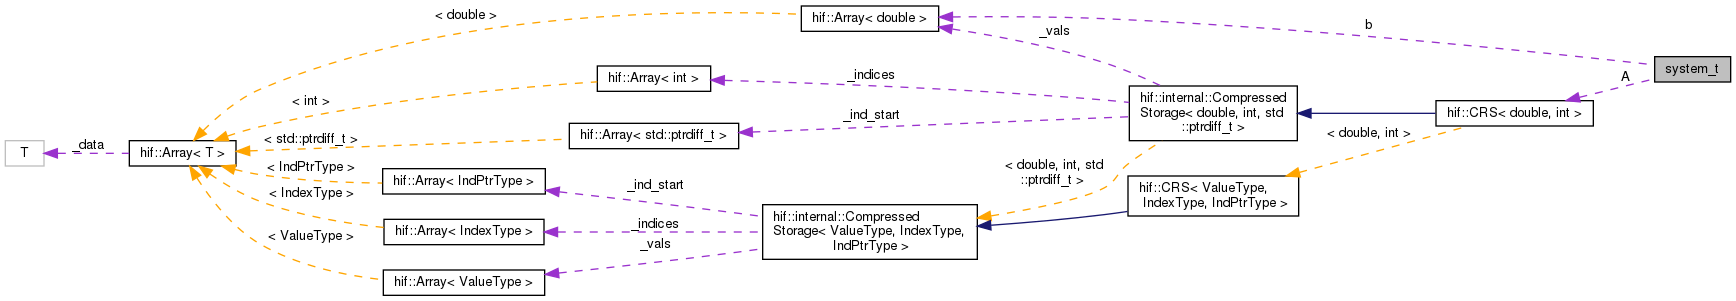 < double >
hif::Array< double >
b
_vals
system_t
A
hif::Array< int >
_indices
< int >
hif::internal::Compressed
Storage< double, int, std
::ptrdiff_t >
hif::CRS< double, int >
_ind_start
hif::Array< std::ptrdiff_t >
< std::ptrdiff_t >
< double, int >
T
_data
hif::Array< T >
< IndPtrType >
hif::Array< IndPtrType >
_ind_start
< double, int, std
::ptrdiff_t >
hif::CRS< ValueType,
IndexType, IndPtrType >
< IndexType >
hif::Array< IndexType >
_indices
hif::internal::Compressed
Storage< ValueType, IndexType,
IndPtrType >
< ValueType >
_vals
hif::Array< ValueType >